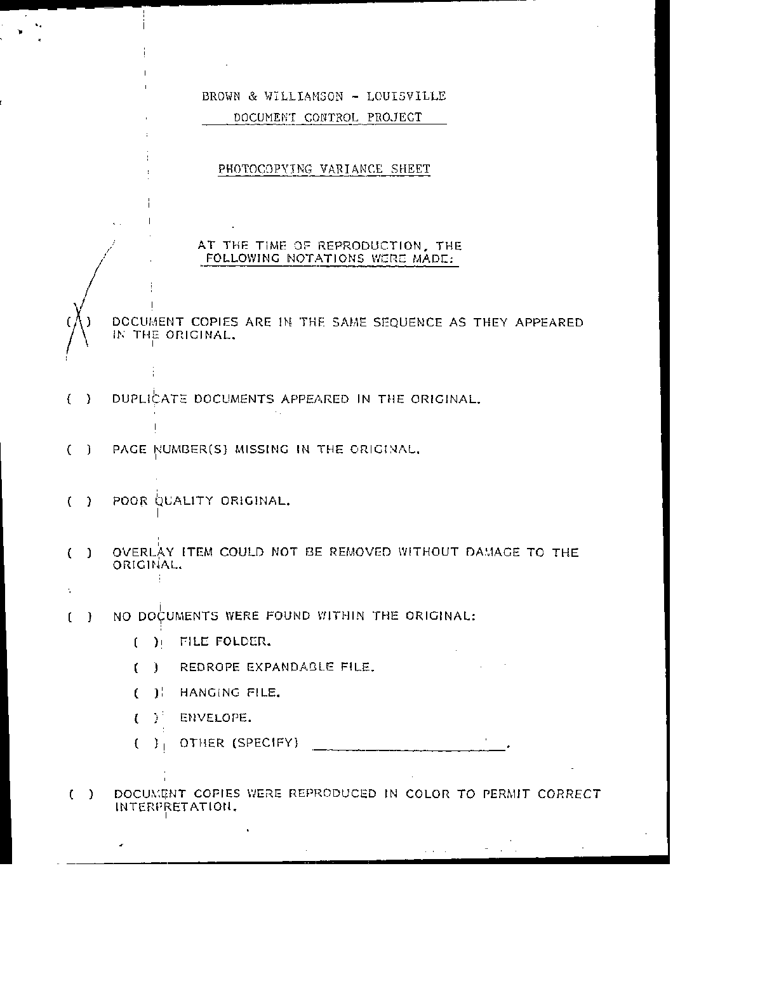 BROWN & WILLIAMSON - LOUISVILLE
DOCUMENT CONTROL PROJECT
PHOTOCOPYING VARIANCE SHEET
AT THE TIME OF REPRODUCTION, THE
FOLLOWING NOTATIONS WERE MADE:
(X) DOCUMENT COPIES ARE IN THE SAME SEQUENCE AS THEY APPEARED
IN THE ORIGINAL.
( ) DUPLICATE DOCUMENTS APPEARED IN THE ORIGINAL.
( ) PAGE NUMBER(S) MISSING IN THE ORIGINAL.
( ) POOR QUALITY ORIGINAL.
( ) OVERLAY ITEM COULD NOT BE REMOVED WITHOUT DAMAGE TO THE
ORIGINAL.
( ) NO DOCUMENTS WERE FOUND WITHIN THE ORIGINAL:
( ) FILE FOLDER.
( ) REDROPE EXPANDABLE FILE.
( ) HANGING FILE.
( ) ENVELOPE.
( ) OTHER (SPECIFY) ____________________.
( ) DOCUMENT COPIES WERE REPRODUCED IN COLOR TO PERMIT CORRECT
INTERPRETATION.